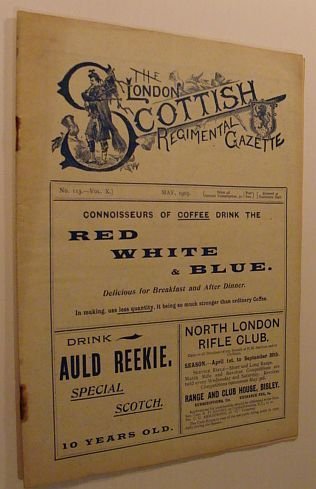 THE
LONDON
SCOTTISH
REGIMENTAL
GAZETTE
No. 113.—Vol. X.]
MAY, 1905.
CONNOISSEURS OF COFFEE DRINK THE
RED
WHITE
& BLUE.
Delicious for Breakfast and After Dinner.
In making, use less quantity, it being so much stronger than ordinary Coffee.
DRINK
AULD REEKIE.
SPECIAL
SCOTCH.
10 YEARS OLD.
NORTH LONDON
RIFLE CLUB.
SEASON.—April 1st to September 30th.
RANGE AND CLUB HOUSE, BISLEY.